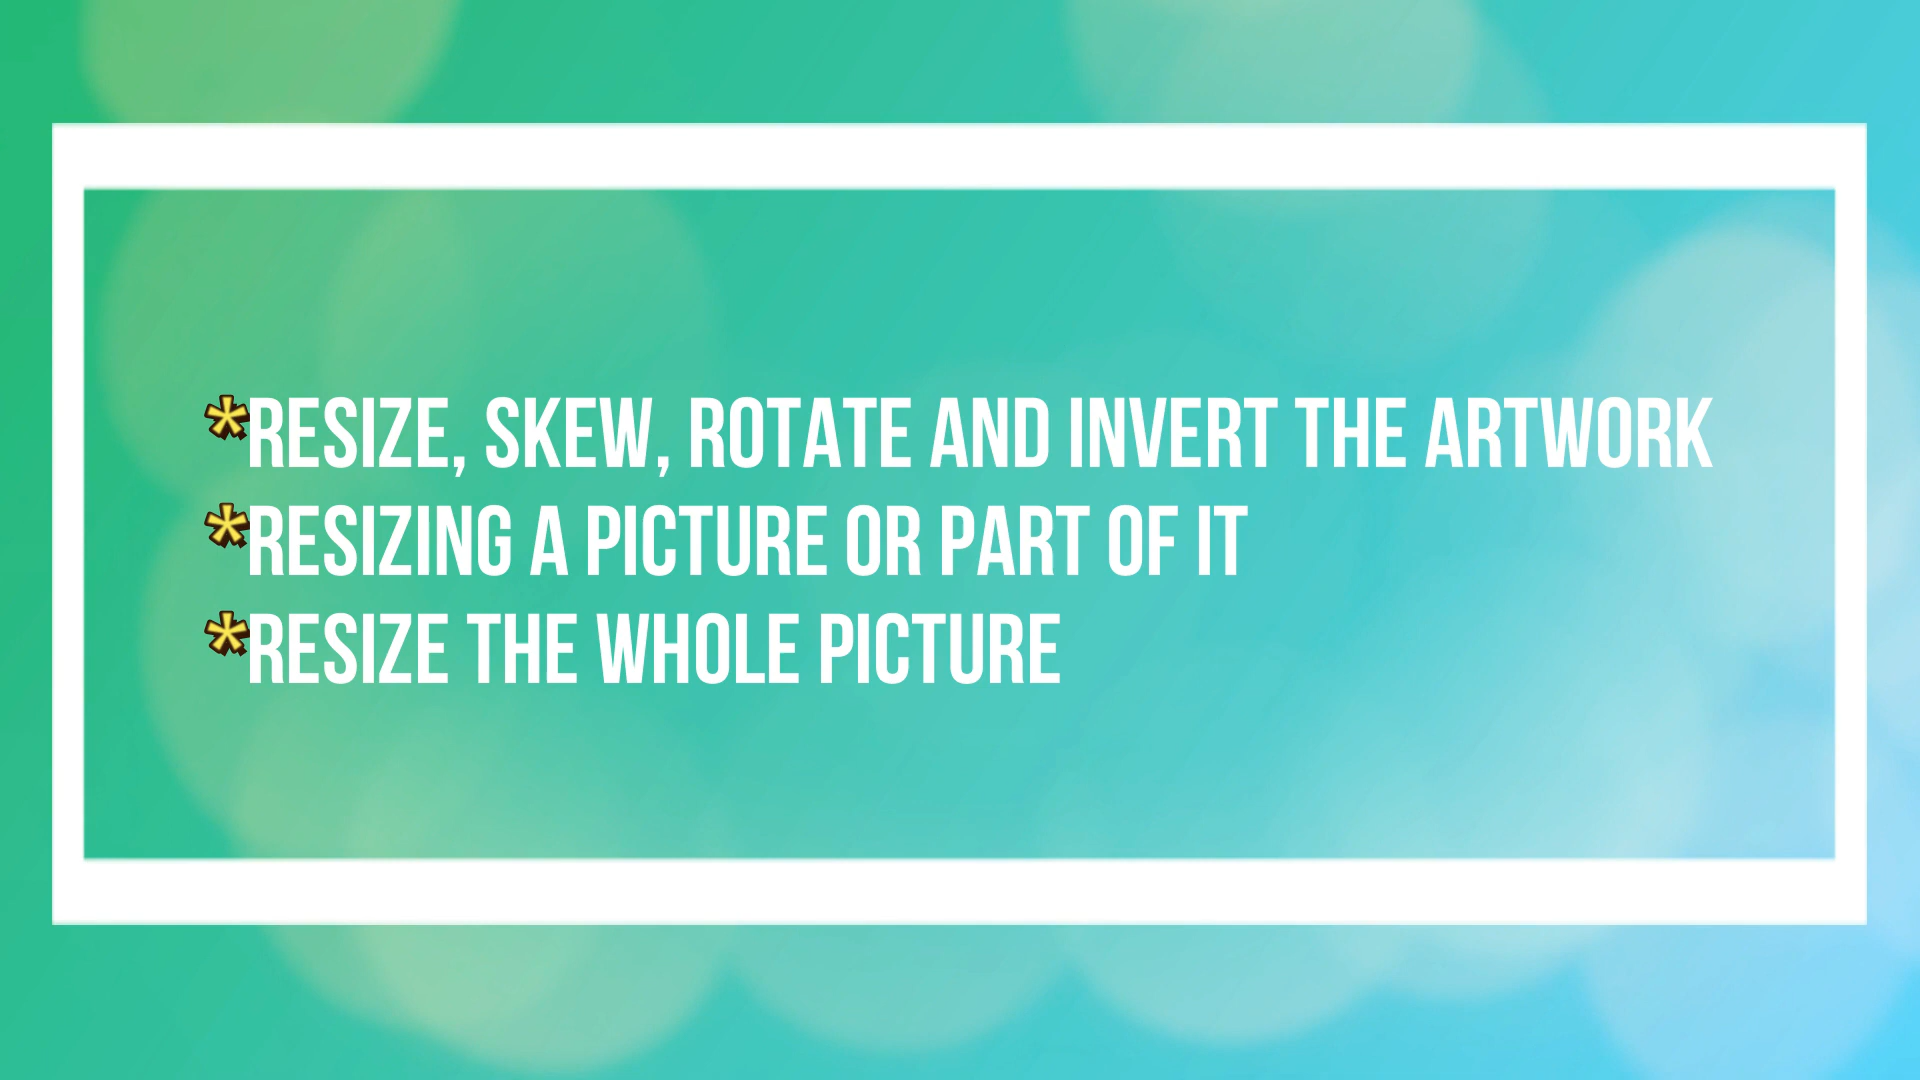 *RESIZE, SKEW, ROTATE AND INVERT THE ARTWORK
*RESIZING A PICTURE OR PART OF IT
*RESIZE THE WHOLE PICTURE